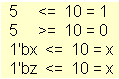 5 <= 10 = 1
5 >= 10 = 0
1'bx <= 10 = x
1'bz <= 10 = x